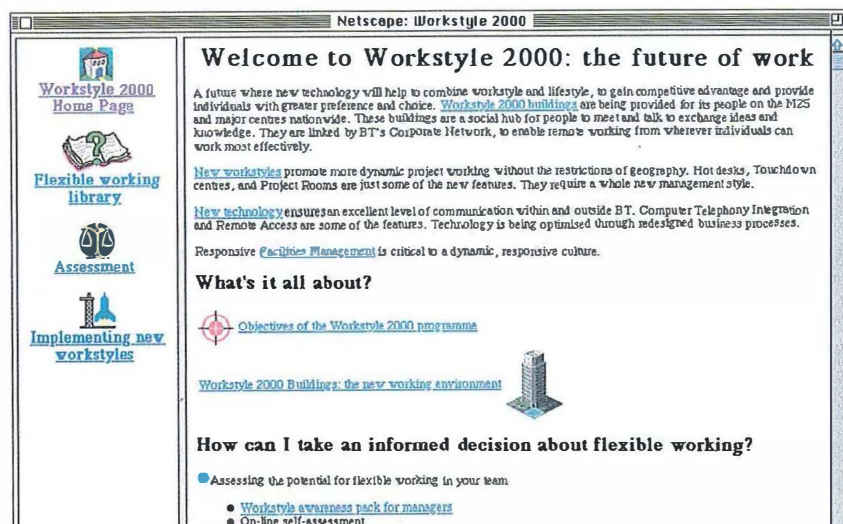 Netscape: Workstyle 2000
Workstyle 2000
Home Page
Flexible working
library
Assessment
Implementing new
workstyles
Welcome to Workstyle 2000: the future of work
A future where new technology will help to combine workstyle and lifestyle, to gain competitive advantage and provide
individuals with greater preference and choice. Workstyle 2000 buildings are being provided for its people on the M25
and major centres nationwide. These buildings are a social hub for people to meet and talk to exchange ideas and
knowledge. They are linked by BT's Corporate Network, to enable remote working from wherever individuals can
work most effectively.
New workstyles promote more dynamic project working without the restrictions of geography. Hot desks, Touchdown
centres, and Project Rooms are just some of the new features. They require a whole new management style.
New technology ensures an excellent level of communication within and outside BT. Computer Telephony Integration
and Remote Access are some of the features. Technology is being optimised through redesigned business processes.
Responsive Facilities Management is critical to a dynamic, responsive culture.
What's it all about?
Objectives of the Workstyle 2000 programme
Workstyle 2000 Buildings: the new working environment
How can I take an informed decision about flexible working?
Assessing the potential for flexible working in your team
Workstyle awareness pack for managers
On-line self-assessment